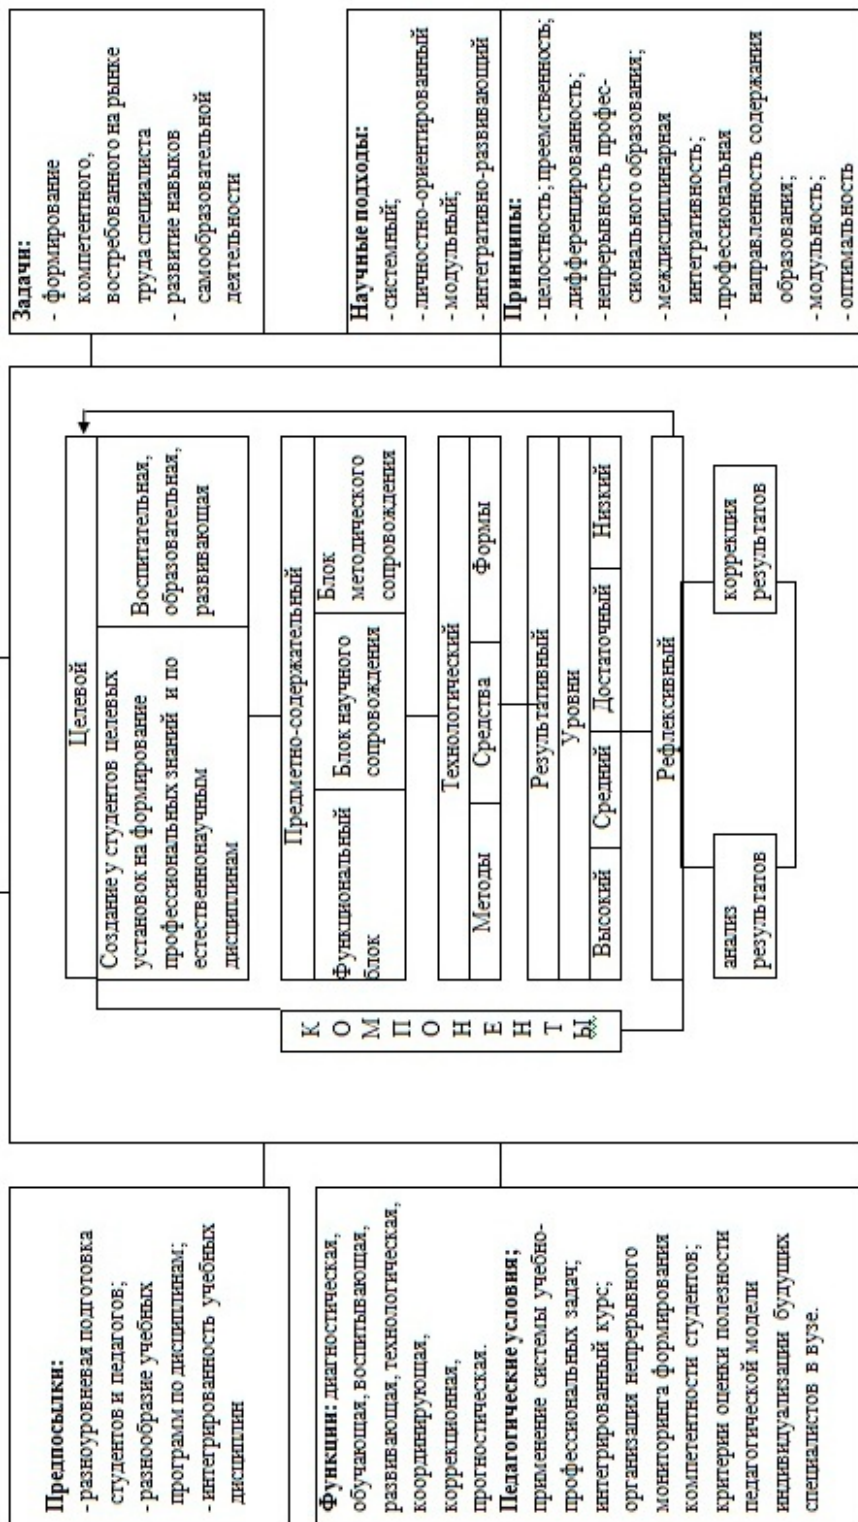 Предпосылки:
- разноуровневая подготовка
студентов и педагогов;
- разнообразие учебных
программ по дисциплинам;
- интегрированность учебных
дисциплин
Функции: диагностическая,
обучающая, воспитывающая,
развивающая, технологическая,
координирующая,
коррекционная,
прогностическая.
Педагогические условия;
применение системы учебно-
профессиональных задач;
интегрированный курс;
организация непрерывного
мониторинга формирования
компетентности студентов;
критерии оценки полезности
педагогической модели
индивидуализации будущих
специалистов в вузе.
К
О
М
П
О
Н
Е
Н
Т
Ы
Целевой
Создание у студентов целевых
установок на формирование
профессиональных знаний и по
естественнонаучным
дисциплинам
Воспитательная,
образовательная,
развивающая
Предметно-содержательный
Функциональный
блок
Блок научного
сопровождения
Блок
методического
сопровождения
Технологический
Методы
Средства
Формы
Результативный
Уровни
Высокий
Средний
Достаточный
Низкий
Рефлексивный
анализ
результатов
коррекция
результатов
Задачи:
- формирование
компетентного,
востребованного на рынке
труда специалиста
- развитие навыков
самообразовательной
деятельности
Научные подходы:
- системный;
- личностно-ориентированный
- модульный;
- интегративно-развивающий
Принципы:
- целостность; преемственность;
- дифференцированность;
- непрерывность профес-
сионального образования;
- междисциплинарная
интегративность;
- профессиональная
направленность содержания
образования;
- модульность;
- оптимальность